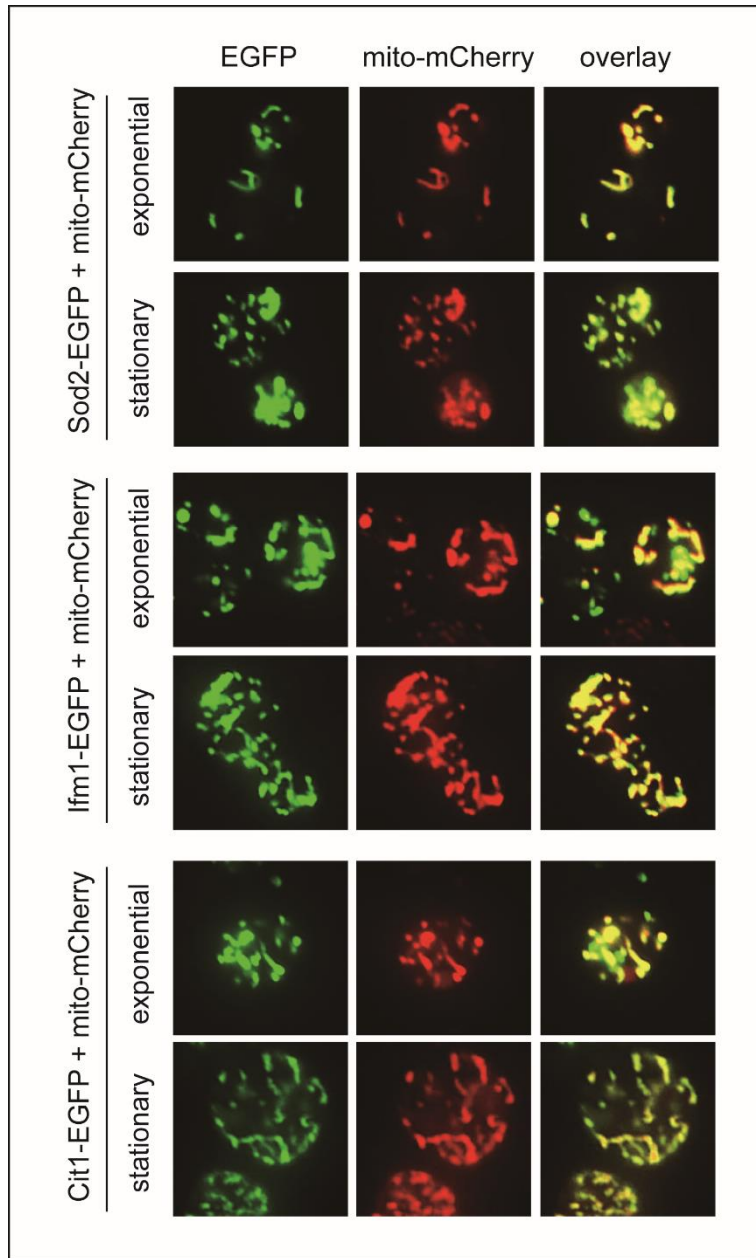 EGFP mito-mCherry overlay
Sod2-EGFP + mito-mCherry
exponential
stationary
Ifm1-EGFP + mito-mCherry
exponential
stationary
Cit1-EGFP + mito-mCherry
exponential
stationary